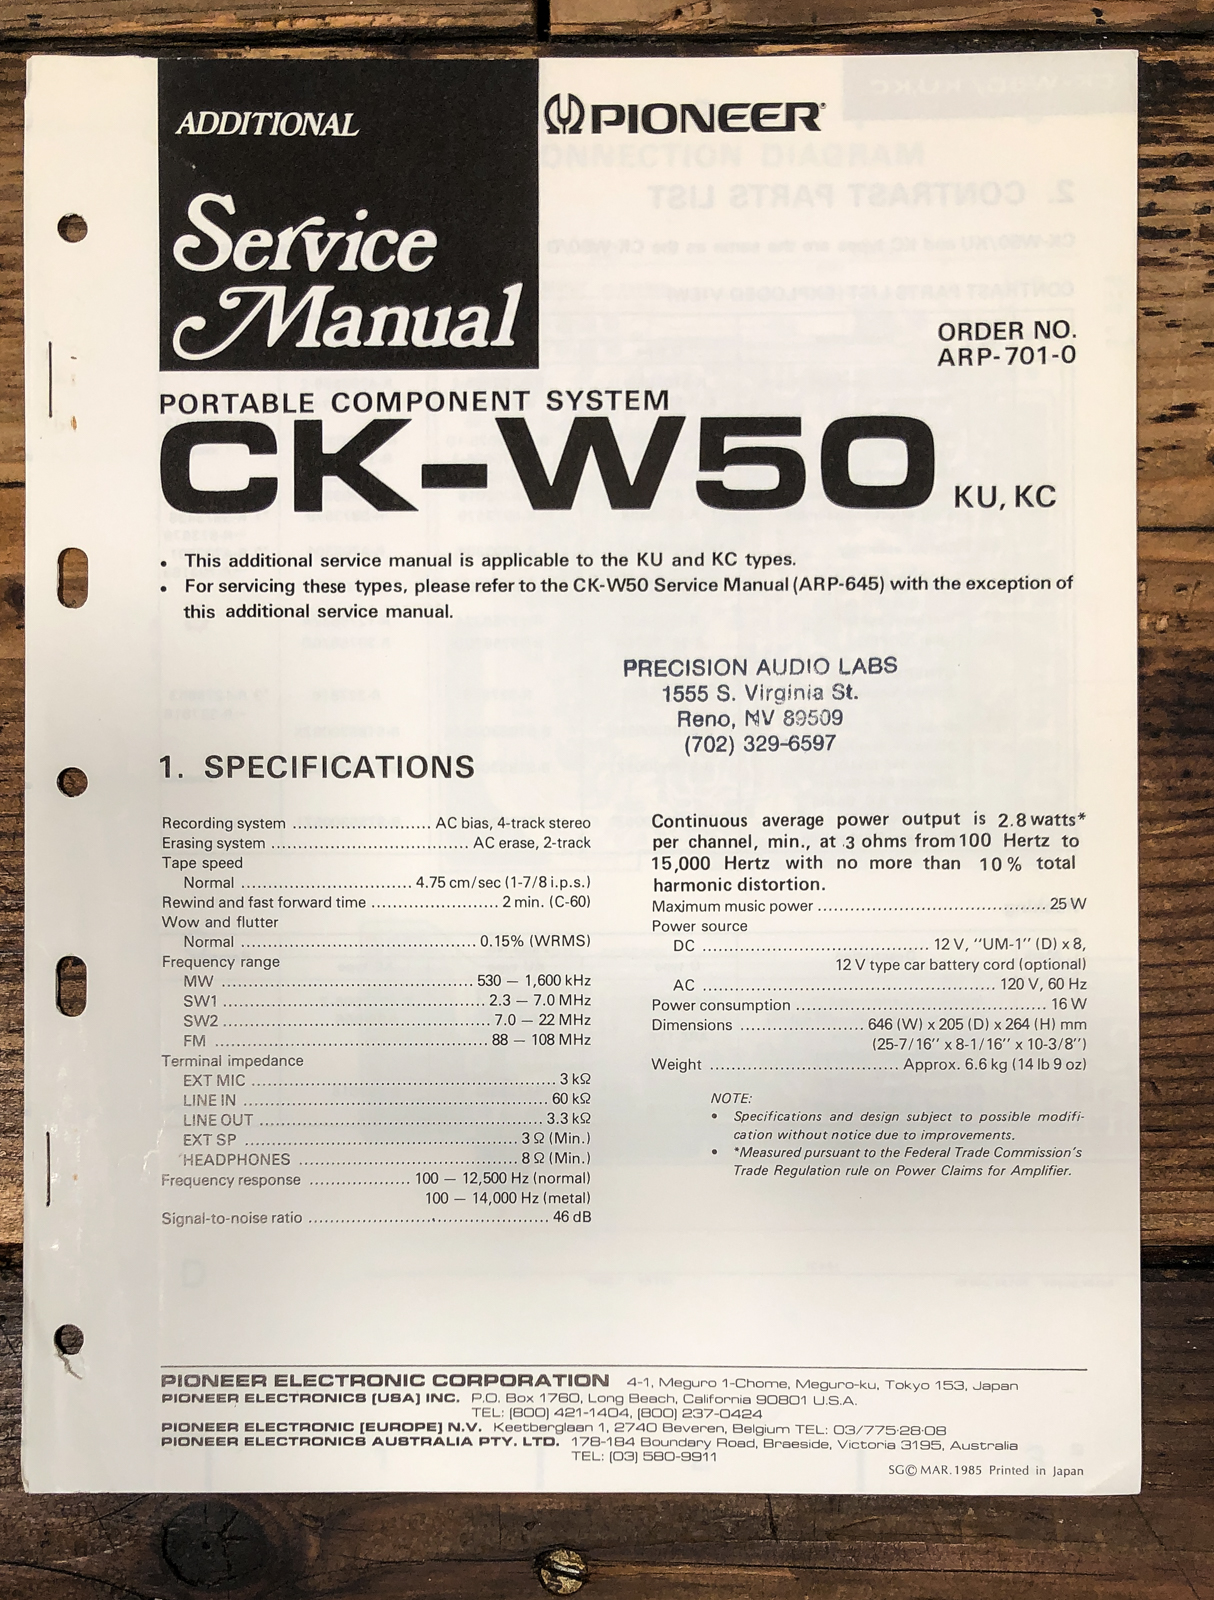 ADDITIONAL
Service
Manual
PIONEER®
ORDER NO.
ARP-701-0
PORTABLE COMPONENT SYSTEM
CK-W50 KU, KC
• This additional service manual is applicable to the KU and KC types.
• For servicing these types, please refer to the CK-W50 Service Manual (ARP-645) with the exception of
this additional service manual.
PRECISION AUDIO LABS
1555 S. Virginia St.
Reno, NV 89509
(702) 329-6597
1. SPECIFICATIONS
Recording system ......................... AC bias, 4-track stereo
Erasing system .................................... AC erase, 2-track
Tape speed
Normal ............................... 4.75 cm/sec (1-7/8 i.p.s.)
Rewind and fast forward time ....................... 2 min. (C-60)
Wow and flutter
Normal .......................................... 0.15% (WRMS)
Frequency range
MW .............................................. 530 — 1,600 kHz
SW1 ................................................ 2.3 — 7.0 MHz
SW2 ................................................. 7.0 — 22 MHz
FM .................................................. 88 — 108 MHz
Terminal impedance
EXT MIC ........................................................ 3 kΩ
LINE IN ........................................................ 60 kΩ
LINE OUT ...................................................... 3.3 kΩ
EXT SP .................................................. 3 Ω (Min.)
HEADPHONES ........................................ 8 Ω (Min.)
Frequency response ................... 100 — 12,500 Hz (normal)
100 — 14,000 Hz (metal)
Signal-to-noise ratio ............................................ 46 dB
Continuous average power output is 2.8 watts*
per channel, min., at 3 ohms from 100 Hertz to
15,000 Hertz with no more than 10% total
harmonic distortion.
Maximum music power .......................................... 25 W
Power source
DC ......................................... 12 V, "UM-1" (D) x 8,
12 V type car battery cord (optional)
AC ..................................................... 120 V, 60 Hz
Power consumption .............................................. 16 W
Dimensions ...................... 646 (W) x 205 (D) x 264 (H) mm
(25-7/16" x 8-1/16" x 10-3/8")
Weight .................................. Approx. 6.6 kg (14 lb 9 oz)
NOTE:
• Specifications and design subject to possible modifi-
cation without notice due to improvements.
• *Measured pursuant to the Federal Trade Commission's
Trade Regulation rule on Power Claims for Amplifier.
PIONEER ELECTRONIC CORPORATION 4-1, Meguro 1-Chome, Meguro-ku, Tokyo 153, Japan
PIONEER ELECTRONICS [USA] INC. P.O. Box 1760, Long Beach, California 90801 U.S.A.
TEL: [800] 421-1404, [800] 237-0424
PIONEER ELECTRONIC [EUROPE] N.V. Keetberglaan 1, 2740 Beveren, Belgium TEL: 03/775·28·08
PIONEER ELECTRONICS AUSTRALIA PTY. LTD. 178-184 Boundary Road, Braeside, Victoria 3195, Australia
TEL: [03] 580-9911
SG© MAR. 1985 Printed in Japan